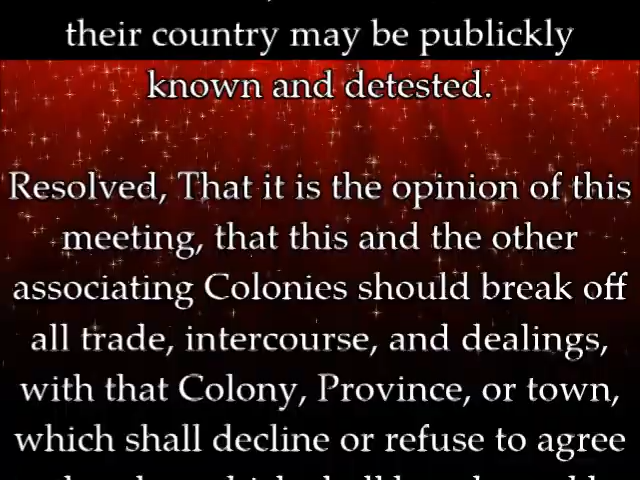 their country may be publickly
known and detested.
Resolved, That it is the opinion of this
meeting, that this and the other
associating Colonies should break off
all trade, intercourse, and dealings,
with that Colony, Province, or town,
which shall decline or refuse to agree